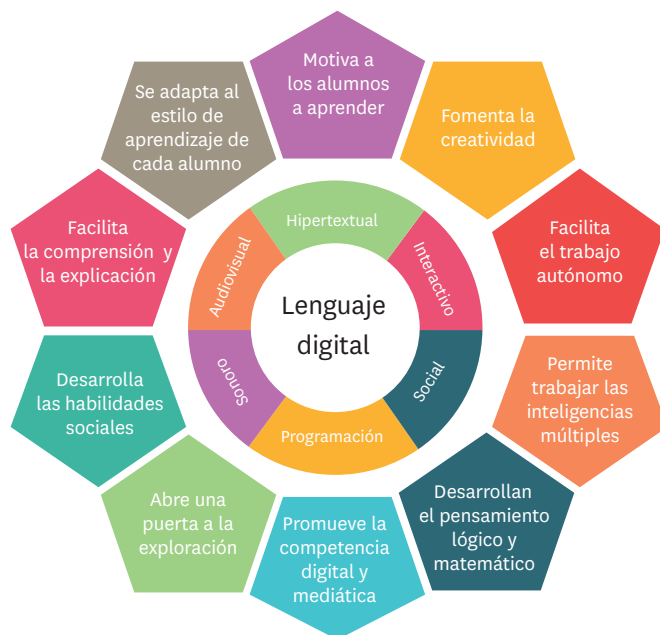 Motiva a
los alumnos
a aprender
Fomenta la
creatividad
Facilita
el trabajo
autónomo
Permite
trabajar las
inteligencias
múltiples
Desarrollan
el pensamiento
lógico y
matemático
Promueve la
competencia
digital y
mediática
Abre una
puerta a la
exploración
Desarrolla
las habilidades
sociales
Facilita
la comprensión y
la explicación
Se adapta al
estilo de
aprendizaje de
cada alumno
Hipertextual
Interactivo
Social
Programación
Sonoro
Audiovisual
Lenguaje
digital